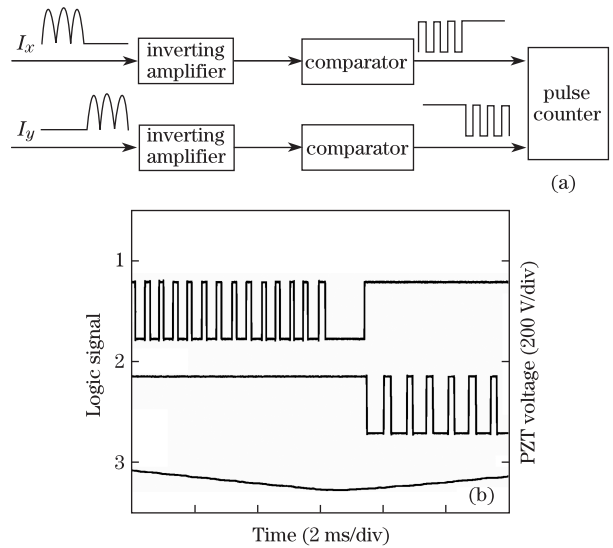 I_x
inverting
amplifier
comparator
pulse
counter
I_y
inverting
amplifier
comparator
(a)
1
2
3
Logic signal
PZT voltage (200 V/div)
(b)
Time (2 ms/div)